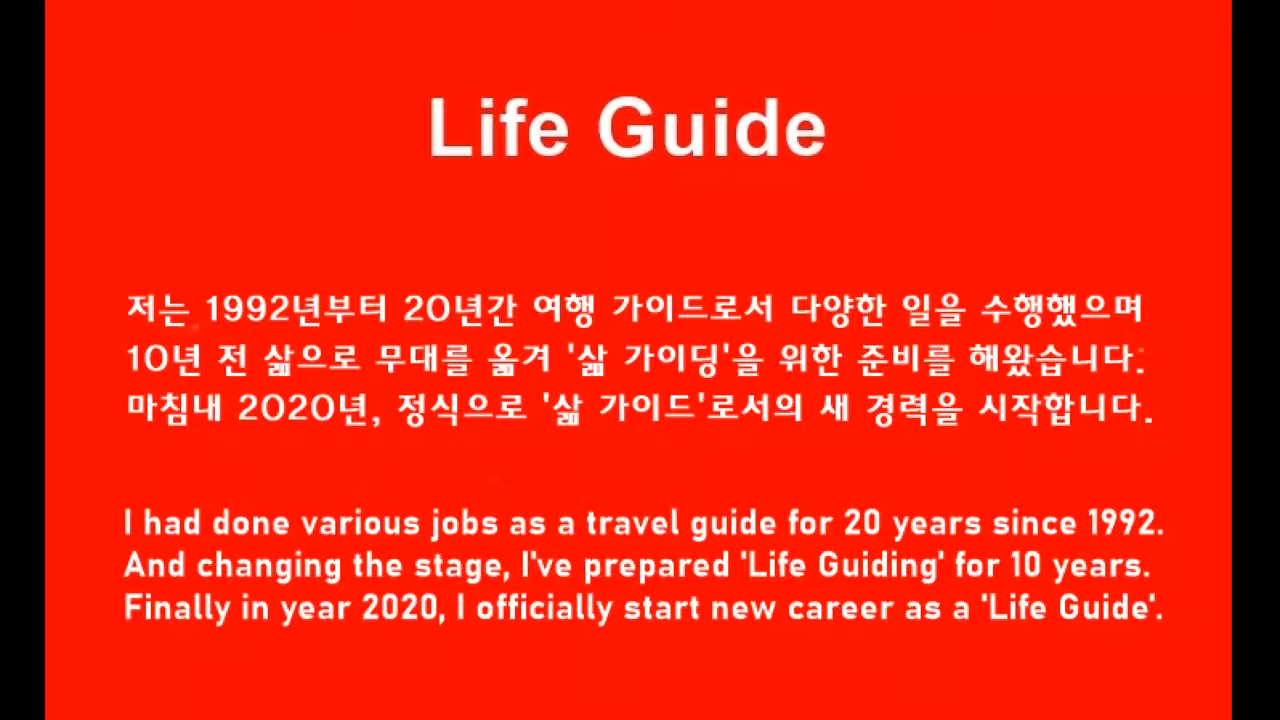 Life Guide
저는 1992년부터 20년간 여행 가이드로서 다양한 일을 수행했으며
10년 전 삶으로 무대를 옮겨 '삶 가이딩'을 위한 준비를 해왔습니다.
마침내 2020년, 정식으로 '삶 가이드'로서의 새 경력을 시작합니다.
I had done various jobs as a travel guide for 20 years since 1992.
And changing the stage, I've prepared 'Life Guiding' for 10 years.
Finally in year 2020, I officially start new career as a 'Life Guide'.